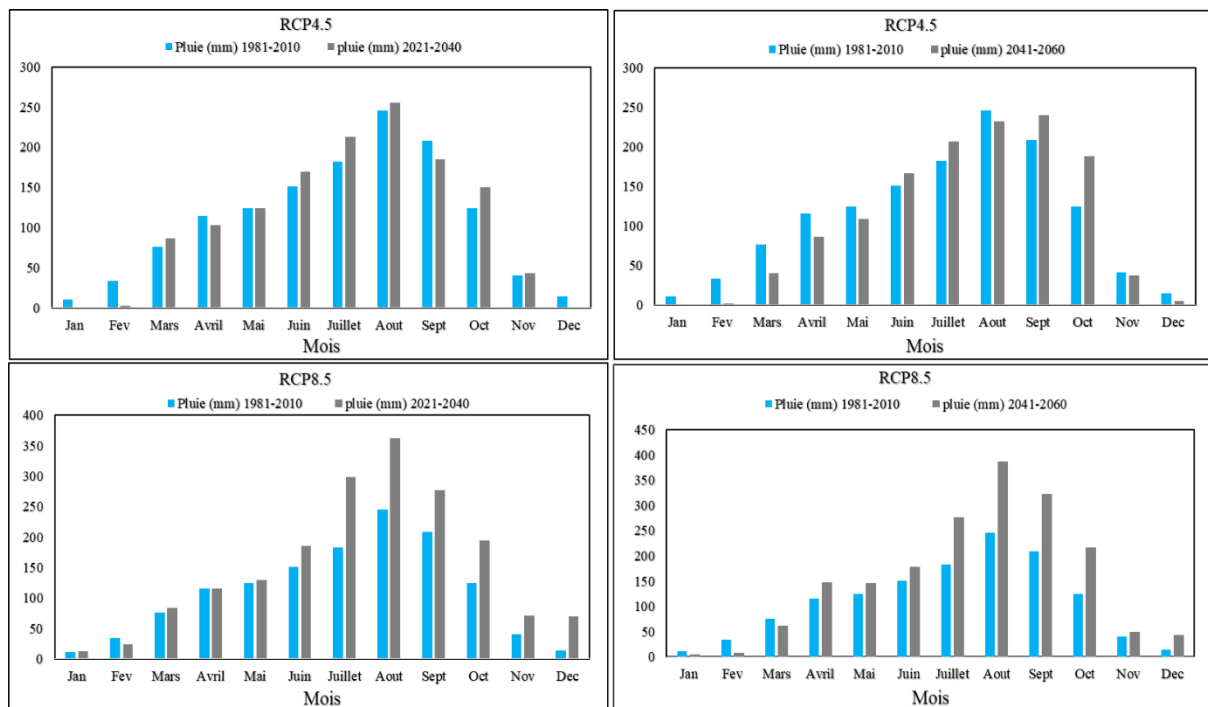 RCP4.5
Pluie (mm) 1981-2010 pluie (mm) 2021-2040
300
250
200
150
100
50
0
Jan Fev Mars Avril Mai Juin Juillet Aout Sept Oct Nov Dec
Mois
RCP4.5
Pluie (mm) 1981-2010 pluie (mm) 2041-2060
300
250
200
150
100
50
0
Jan Fev Mars Avril Mai Juin Juillet Aout Sept Oct Nov Dec
Mois
RCP8.5
Pluie (mm) 1981-2010 pluie (mm) 2021-2040
400
350
300
250
200
150
100
50
0
Jan Fev Mars Avril Mai Juin Juillet Aout Sept Oct Nov Dec
Mois
RCP8.5
Pluie (mm) 1981-2010 pluie (mm) 2041-2060
450
400
350
300
250
200
150
100
50
0
Jan Fev Mars Avril Mai Juin Juillet Aout Sept Oct Nov Dec
Mois